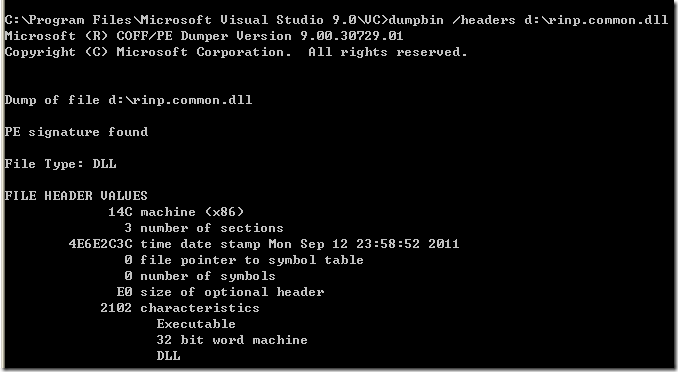 C:\Program Files\Microsoft Visual Studio 9.0\VC>dumpbin /headers d:\rinp.common.dll
Microsoft (R) COFF/PE Dumper Version 9.00.30729.01
Copyright (C) Microsoft Corporation.  All rights reserved.
Dump of file d:\rinp.common.dll
PE signature found
File Type: DLL
FILE HEADER VALUES
14C machine (x86)
3 number of sections
4E6E2C3C time date stamp Mon Sep 12 23:58:52 2011
0 file pointer to symbol table
0 number of symbols
E0 size of optional header
2102 characteristics
Executable
32 bit word machine
DLL